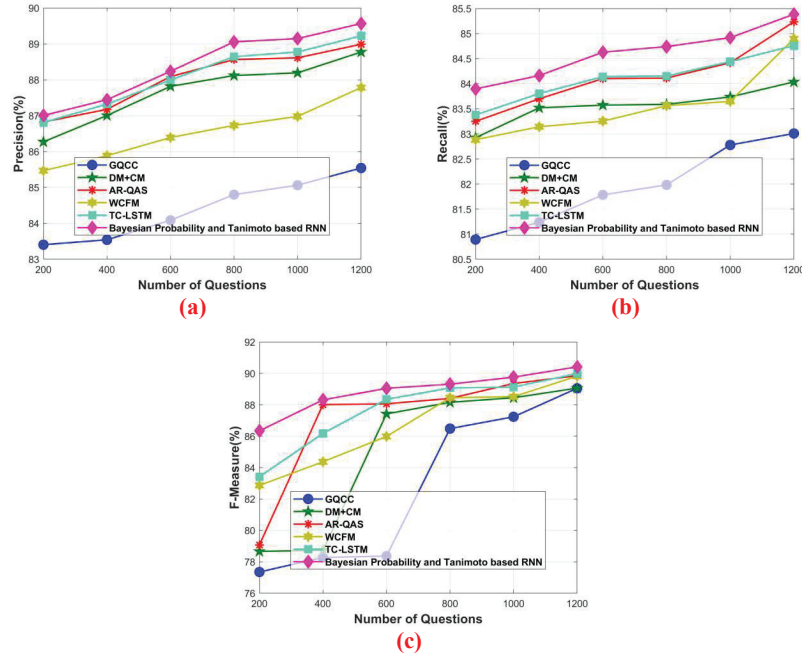 90
89
88
87
86
85
84
83
Precision(%)
GQCC
DM+CM
AR-QAS
WCFM
TC-LSTM
Bayesian Probability and Tanimoto based RNN
200 400 600 800 1000 1200
Number of Questions
(a)
85.5
85
84.5
84
83.5
83
82.5
82
81.5
81
80.5
Recall(%)
GQCC
DM+CM
AR-QAS
WCFM
TC-LSTM
Bayesian Probability and Tanimoto based RNN
200 400 600 800 1000 1200
Number of Questions
(b)
92
90
88
86
84
82
80
78
76
F-Measure(%)
GQCC
DM+CM
AR-QAS
WCFM
TC-LSTM
Bayesian Probability and Tanimoto based RNN
200 400 600 800 1000 1200
Number of Questions
(c)